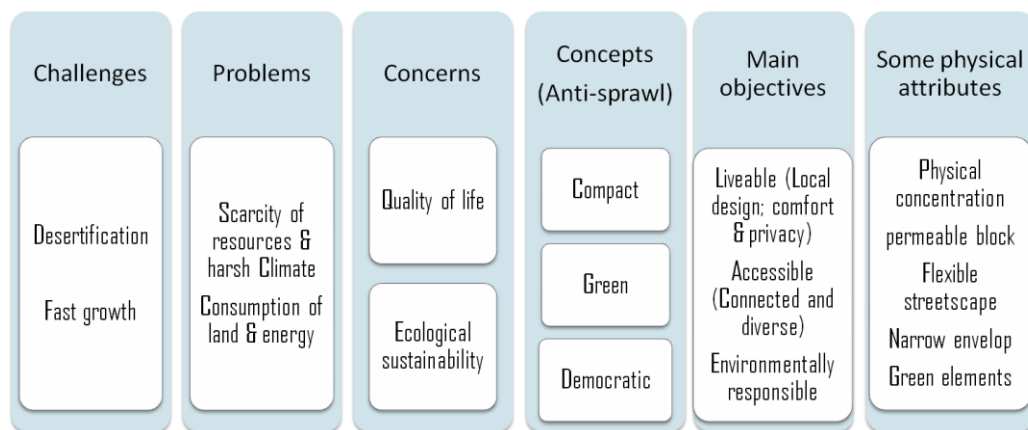 Challenges
Desertification
Fast growth
Problems
Scarcity of
resources &
harsh Climate
Consumption of
land & energy
Concerns
Quality of life
Ecological
sustainability
Concepts
(Anti-sprawl)
Compact
Green
Democratic
Main
objectives
Liveable (Local
design; comfort
& privacy)
Accessible
(Connected and
diverse)
Environmentally
responsible
Some physical
attributes
Physical
concentration
permeable block
Flexible
streetscape
Narrow envelop
Green elements